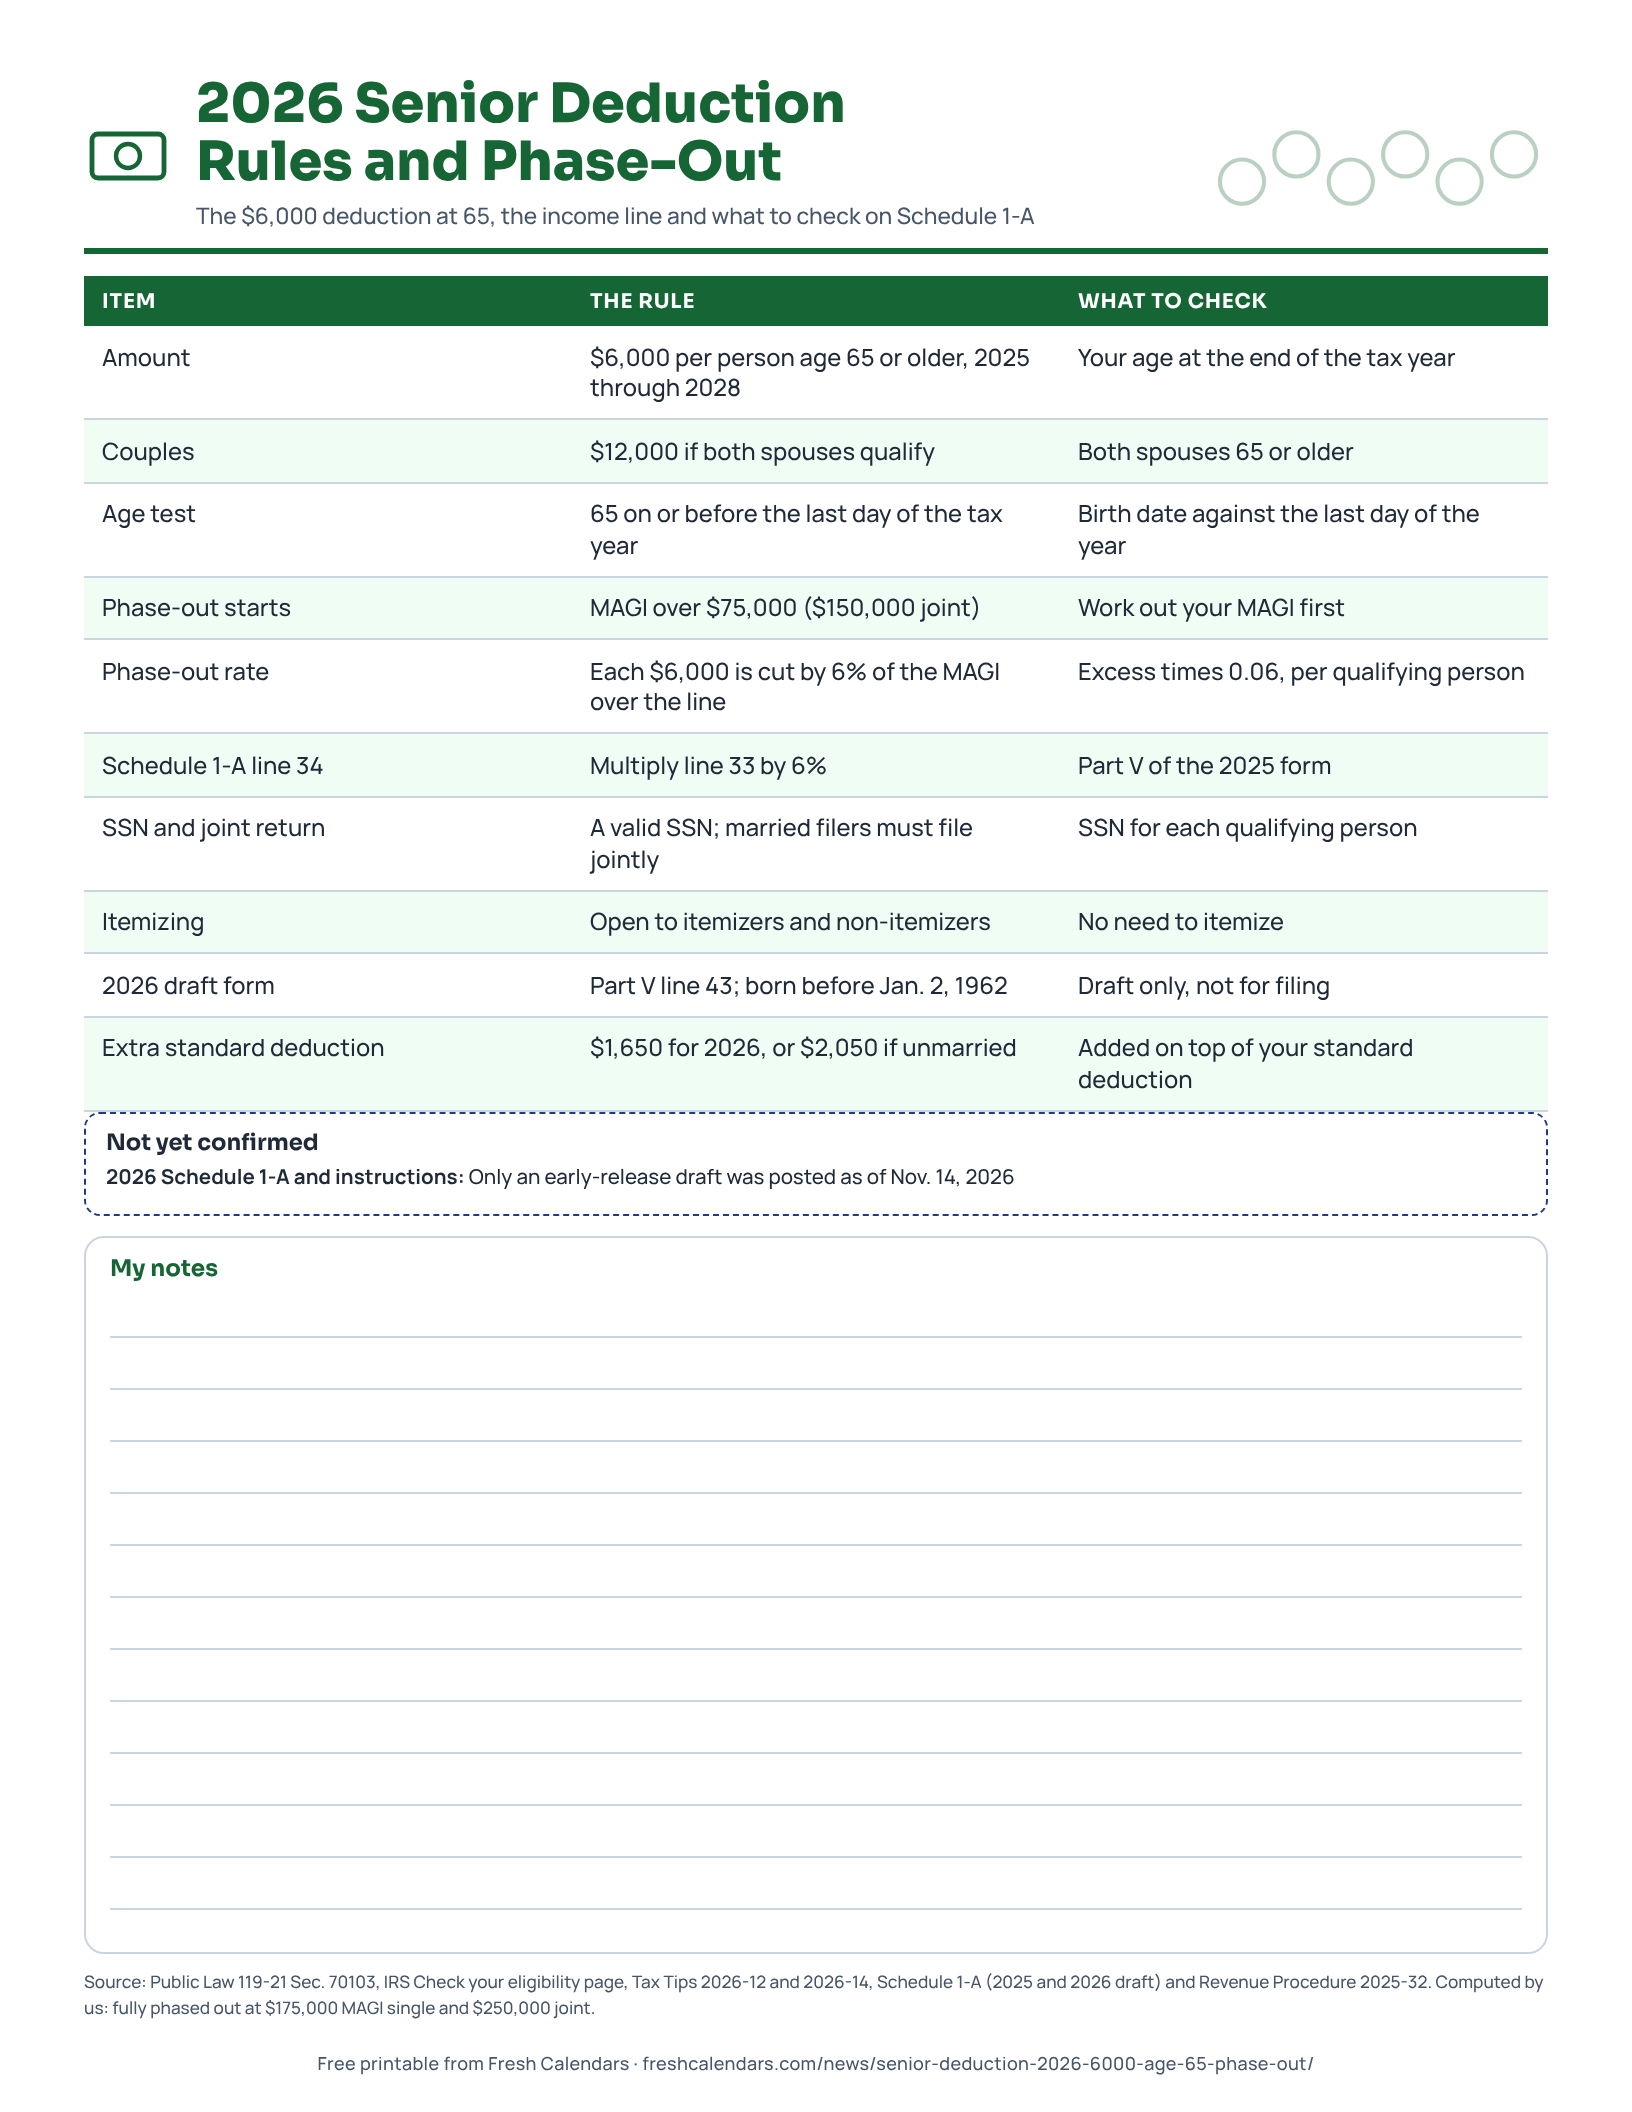 2026 Senior Deduction
Rules and Phase-Out
The $6,000 deduction at 65, the income line and what to check on Schedule 1-A
ITEM THE RULE WHAT TO CHECK
Amount $6,000 per person age 65 or older, 2025 Your age at the end of the tax year
through 2028
Couples $12,000 if both spouses qualify Both spouses 65 or older
Age test 65 on or before the last day of the tax Birth date against the last day of the
year year
Phase-out starts MAGI over $75,000 ($150,000 joint) Work out your MAGI first
Phase-out rate Each $6,000 is cut by 6% of the MAGI Excess times 0.06, per qualifying person
over the line
Schedule 1-A line 34 Multiply line 33 by 6% Part V of the 2025 form
SSN and joint return A valid SSN; married filers must file SSN for each qualifying person
jointly
Itemizing Open to itemizers and non-itemizers No need to itemize
2026 draft form Part V line 43; born before Jan. 2, 1962 Draft only, not for filing
Extra standard deduction $1,650 for 2026, or $2,050 if unmarried Added on top of your standard
deduction
Not yet confirmed
2026 Schedule 1-A and instructions: Only an early-release draft was posted as of Nov. 14, 2026
My notes
Source: Public Law 119-21 Sec. 70103, IRS Check your eligibility page, Tax Tips 2026-12 and 2026-14, Schedule 1-A (2025 and 2026 draft) and Revenue Procedure 2025-32. Computed by
us: fully phased out at $175,000 MAGI single and $250,000 joint.
Free printable from Fresh Calendars · freshcalendars.com/news/senior-deduction-2026-6000-age-65-phase-out/